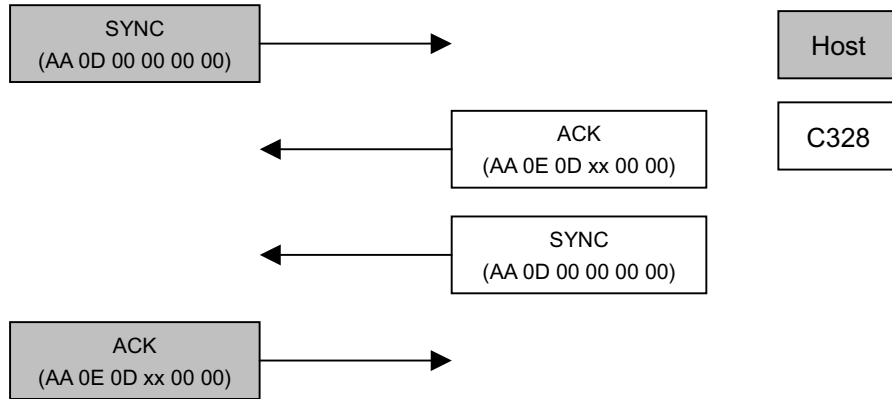 SYNC
(AA 0D 00 00 00 00)
Host
ACK
(AA 0E 0D xx 00 00)
C328
SYNC
(AA 0D 00 00 00 00)
ACK
(AA 0E 0D xx 00 00)